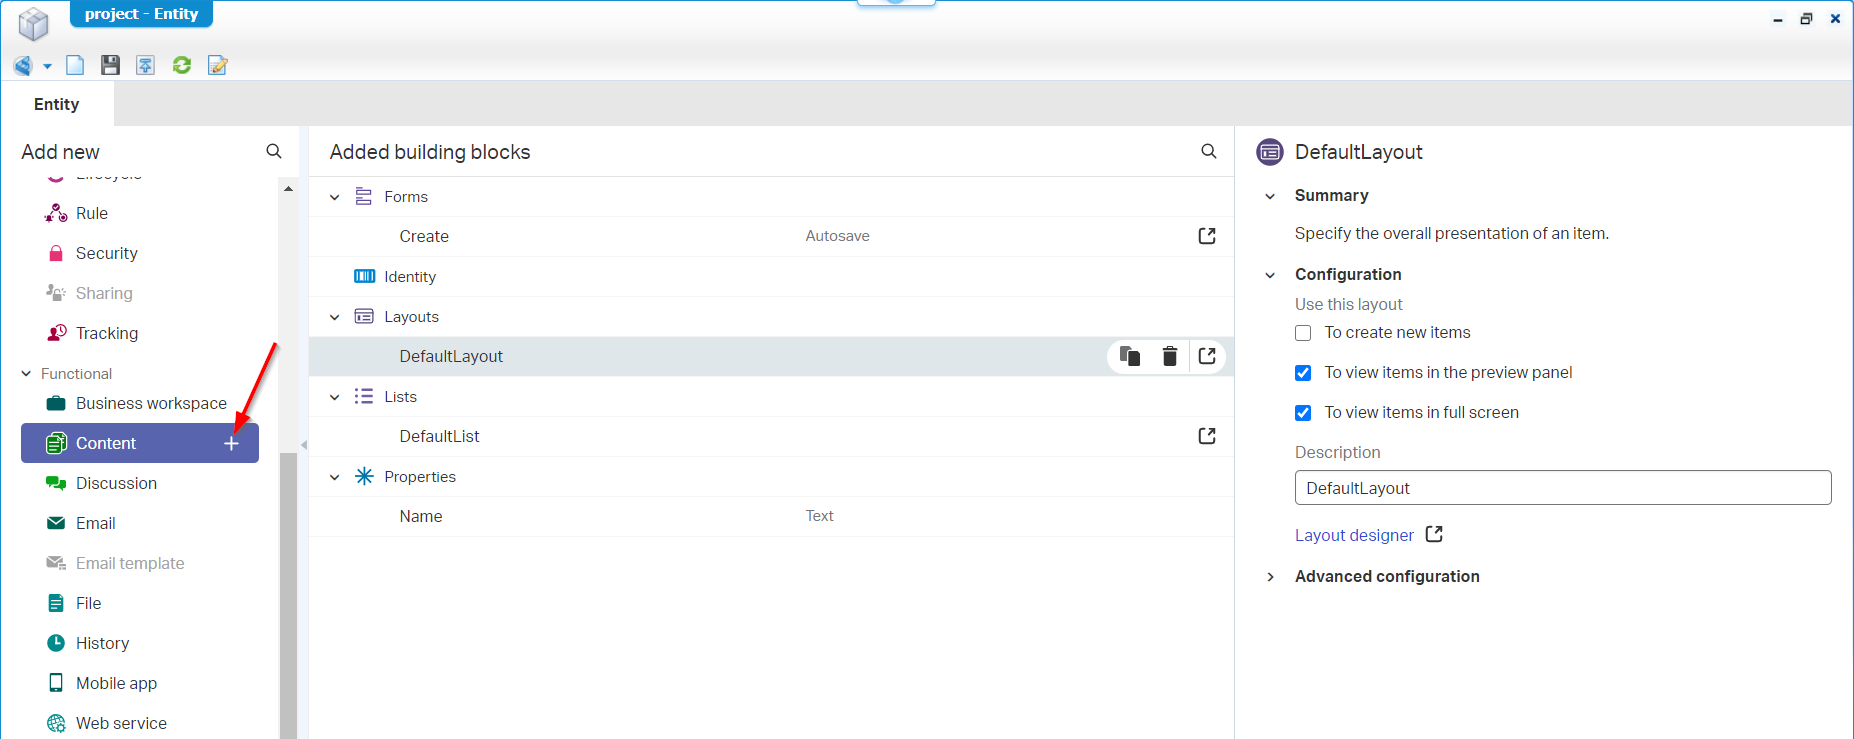 project - Entity
Entity
Add new
Lifecycle
Rule
Security
Sharing
Tracking
Functional
Business workspace
Content
Discussion
Email
Email template
File
History
Mobile app
Web service
Added building blocks
Forms
Create Autosave
Identity
Layouts
DefaultLayout
Lists
DefaultList
Properties
Name Text
DefaultLayout
Summary
Specify the overall presentation of an item.
Configuration
Use this layout
To create new items
To view items in the preview panel
To view items in full screen
Description
DefaultLayout
Layout designer
Advanced configuration